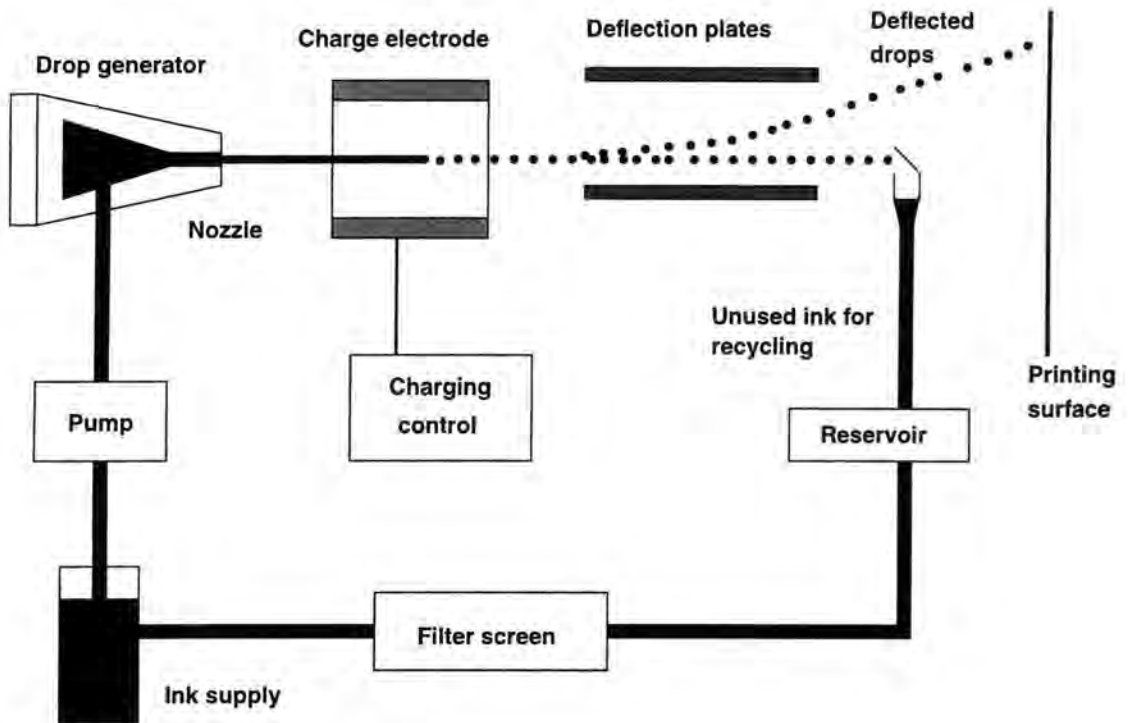 Deflected
drops
Deflection plates
Charge electrode
Drop generator
Nozzle
Unused ink for
recycling
Printing
surface
Charging
control
Pump
Reservoir
Filter screen
Ink supply